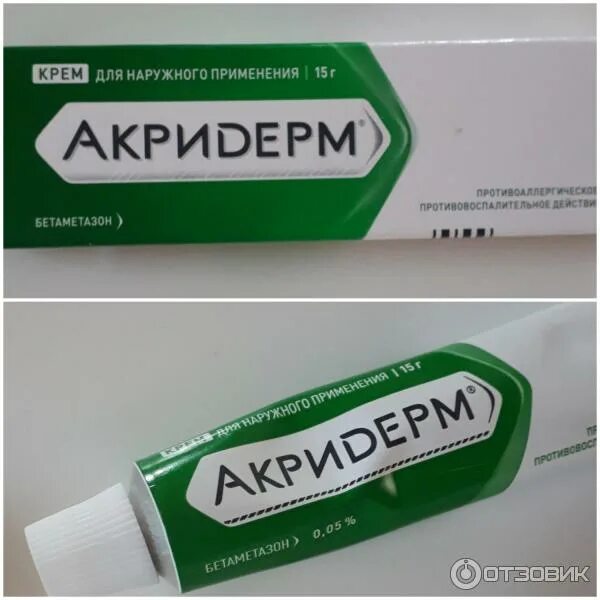 КРЕМ ДЛЯ НАРУЖНОГО ПРИМЕНЕНИЯ | 15 г
АКРИДЕРМ®
ПРОТИВОАЛЛЕРГИЧЕСКОЕ
ПРОТИВОВОСПАЛИТЕЛЬНОЕ ДЕЙСТВИ
БЕТАМЕТАЗОН
КРЕМ ДЛЯ НАРУЖНОГО ПРИМЕНЕНИЯ | 15 г
АКРИДЕРМ®
ПРОТИВОВОСПА
БЕТАМЕТАЗОН 0,05 %
ОТЗОВИК